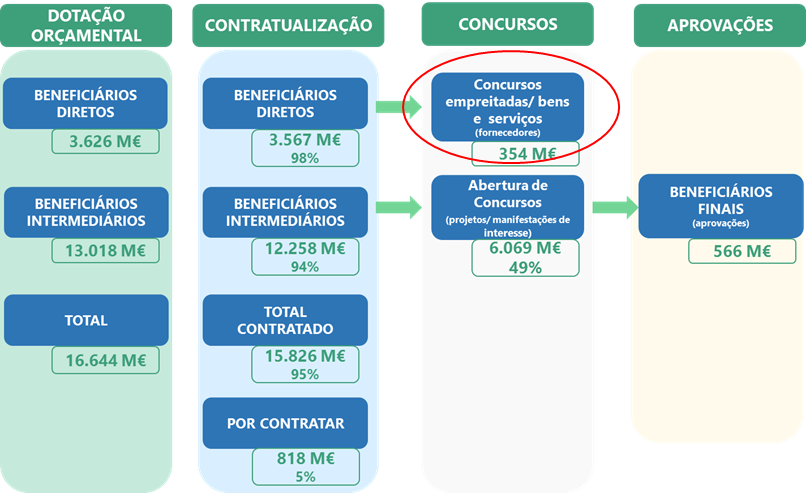 DOTAÇÃO
ORÇAMENTAL
BENEFICIÁRIOS
DIRETOS
3.626 M€
BENEFICIÁRIOS
INTERMEDIÁRIOS
13.018 M€
TOTAL
16.644 M€
CONTRATUALIZAÇÃO
BENEFICIÁRIOS
DIRETOS
3.567 M€
98%
BENEFICIÁRIOS
INTERMEDIÁRIOS
12.258 M€
94%
TOTAL
CONTRATADO
15.826 M€
95%
POR CONTRATAR
818 M€
5%
CONCURSOS
Concursos
empreitadas/ bens
e serviços
(fornecedores)
354 M€
Abertura de
Concursos
(projetos/ manifestações de
interesse)
6.069 M€
49%
APROVAÇÕES
BENEFICIÁRIOS
FINAIS
(aprovações)
566 M€